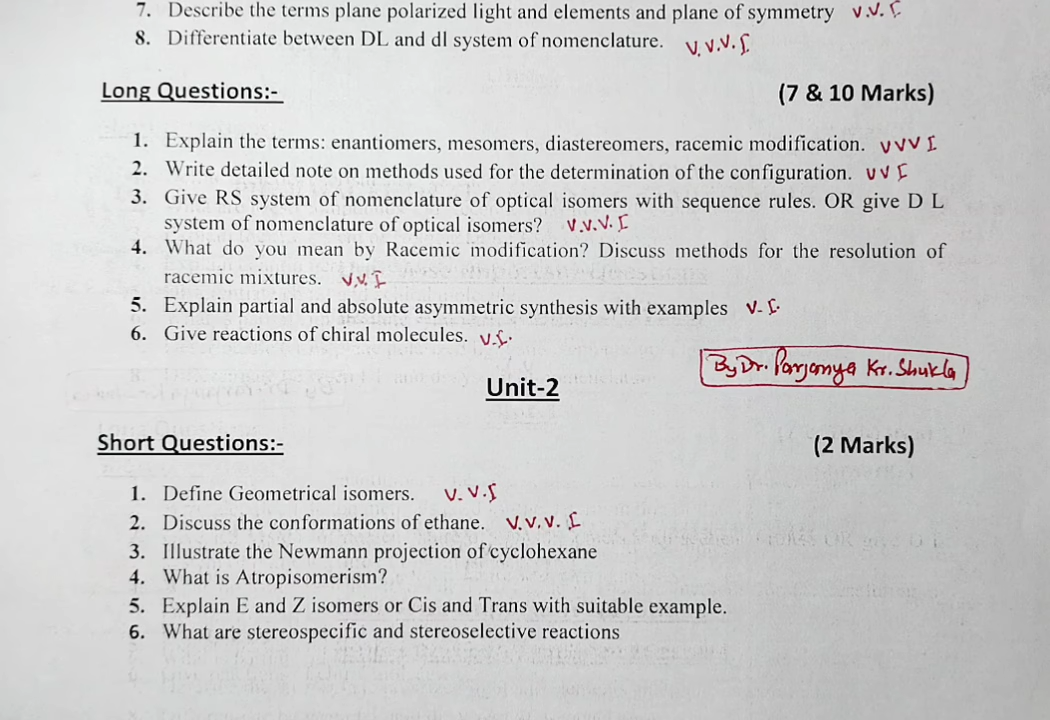 7. Describe the terms plane polarized light and elements and plane of symmetry V.V.I
8. Differentiate between DL and dl system of nomenclature. V.V.V.I.
Long Questions:- (7 & 10 Marks)
1. Explain the terms: enantiomers, mesomers, diastereomers, racemic modification. VVV I
2. Write detailed note on methods used for the determination of the configuration. VV I
3. Give RS system of nomenclature of optical isomers with sequence rules. OR give D L
system of nomenclature of optical isomers? V.V.V.I
4. What do you mean by Racemic modification? Discuss methods for the resolution of
racemic mixtures. V.V.I
5. Explain partial and absolute asymmetric synthesis with examples V-I.
6. Give reactions of chiral molecules. V.I.
By Dr. Parjanya Kr. Shukla
Unit-2
Short Questions:- (2 Marks)
1. Define Geometrical isomers. V.V.I
2. Discuss the conformations of ethane. V.V.V.I
3. Illustrate the Newmann projection of cyclohexane
4. What is Atropisomerism?
5. Explain E and Z isomers or Cis and Trans with suitable example.
6. What are stereospecific and stereoselective reactions